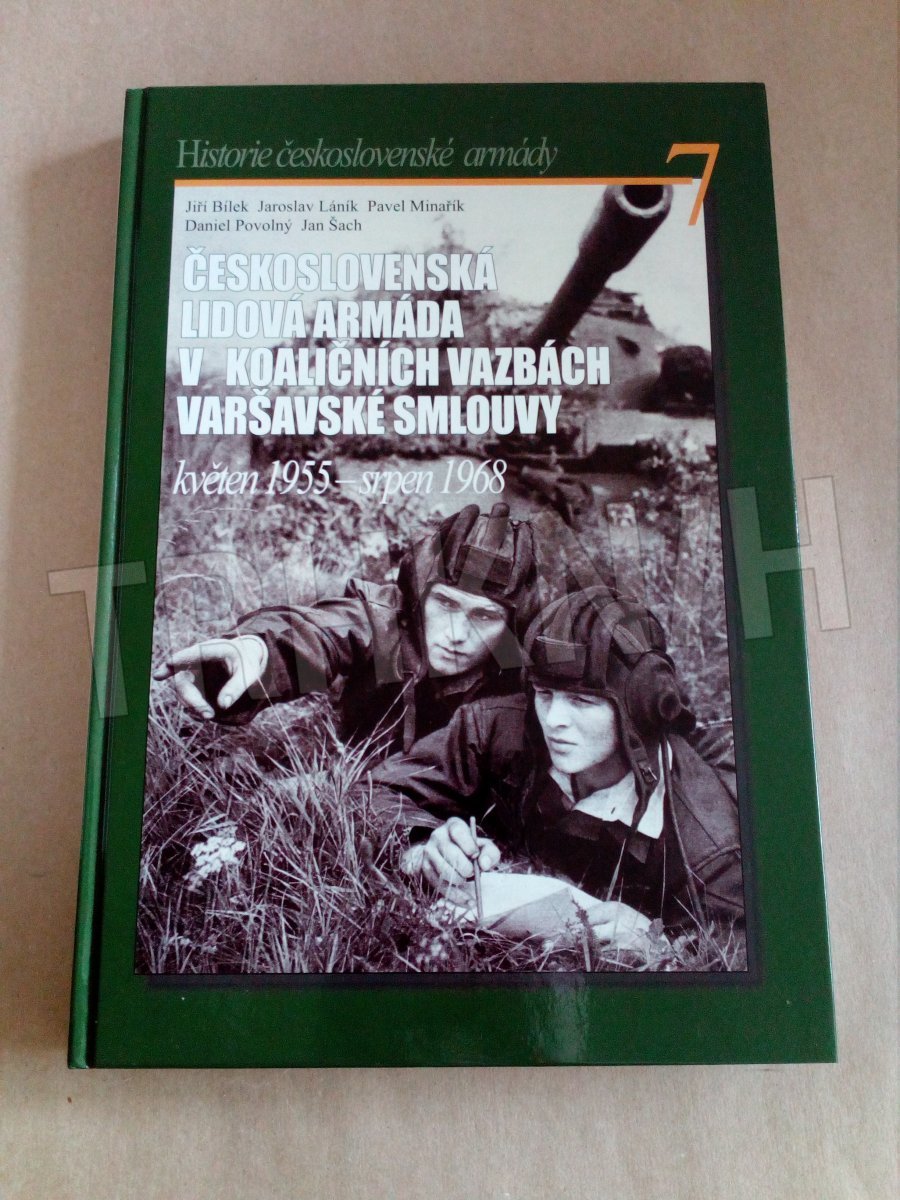 Historie československé armády
7
Jiří Bílek Jaroslav Láník Pavel Minařík
Daniel Povolný Jan Šach
ČESKOSLOVENSKÁ
LIDOVÁ ARMÁDA
V KOALIČNÍCH VAZBÁCH
VARŠAVSKÉ SMLOUVY
květen 1955 – srpen 1968
TRHKNIH